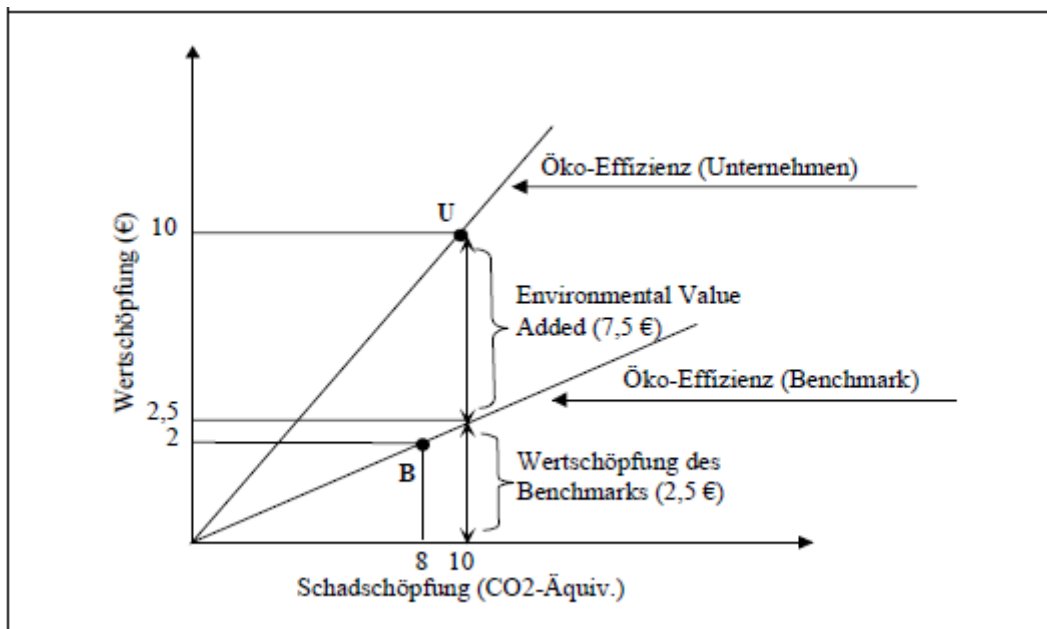 Öko-Effizienz (Unternehmen)
U
10
Wertschöpfung (€)
Environmental Value
Added (7,5 €)
Öko-Effizienz (Benchmark)
2,5
2
B
Wertschöpfung des
Benchmarks (2,5 €)
8 10
Schadschöpfung (CO2-Äquiv.)